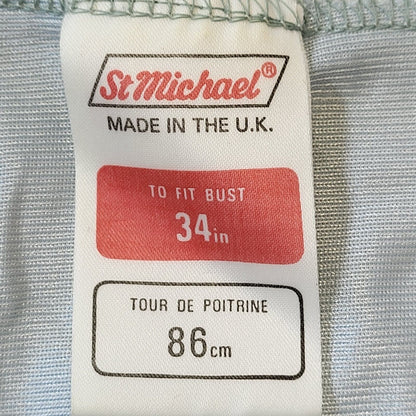 St Michael®
MADE IN THE U.K.
TO FIT BUST
34in
TOUR DE POITRINE
86cm